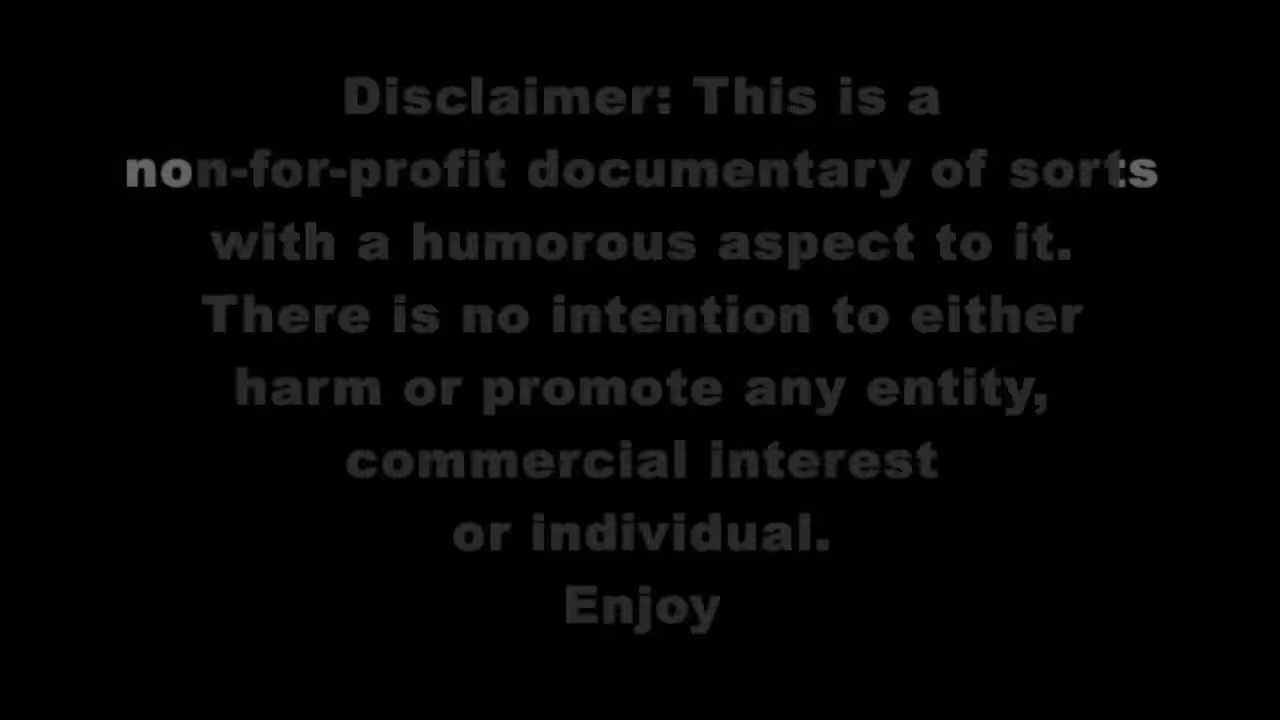 Disclaimer: This is a
non-for-profit documentary of sorts
with a humorous aspect to it.
There is no intention to either
harm or promote any entity,
commercial interest
or individual.
Enjoy